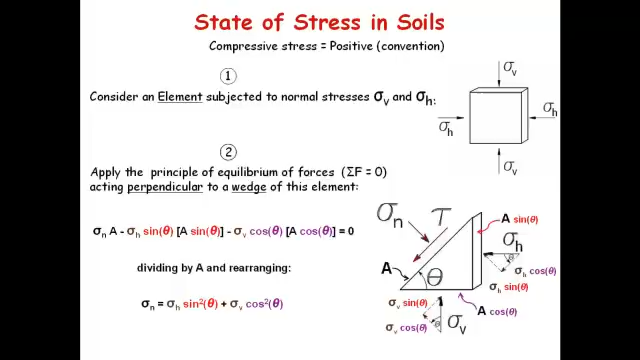 State of Stress in Soils
Compressive stress = Positive (convention)
1
Consider an Element subjected to normal stresses σv and σh:
σv
σh
σh
σv
2
Apply the principle of equilibrium of forces (ΣF = 0)
acting perpendicular to a wedge of this element:
σn A - σh sin(θ) [A sin(θ)] - σv cos(θ) [A cos(θ)] = 0
dividing by A and rearranging:
σn = σh sin²(θ) + σv cos²(θ)
σn
τ
A sin(θ)
σh
θ
σh cos(θ)
σh sin(θ)
A
θ
σv sin(θ)
A cos(θ)
σv cos(θ)
θ
σv